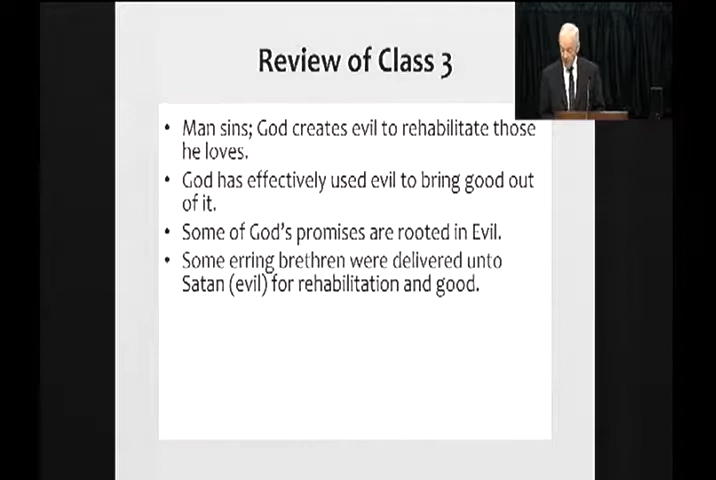 Review of Class 3
• Man sins; God creates evil to rehabilitate those
he loves.
• God has effectively used evil to bring good out
of it.
• Some of God's promises are rooted in Evil.
• Some erring brethren were delivered unto
Satan (evil) for rehabilitation and good.